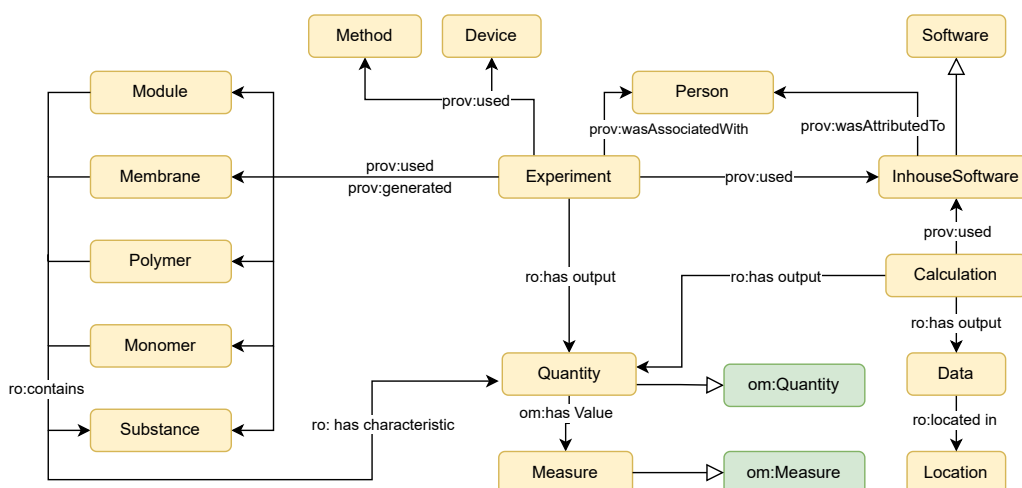 Method
Device
Software
Module
Person
prov:used
prov:wasAssociatedWith
prov:wasAttributedTo
Membrane
prov:used
prov:generated
Experiment
prov:used
InhouseSoftware
prov:used
Polymer
ro:has output
ro:has output
Calculation
ro:has output
Monomer
Quantity
om:Quantity
Data
ro:contains
om:has Value
ro:located in
Substance
ro: has characteristic
Measure
om:Measure
Location